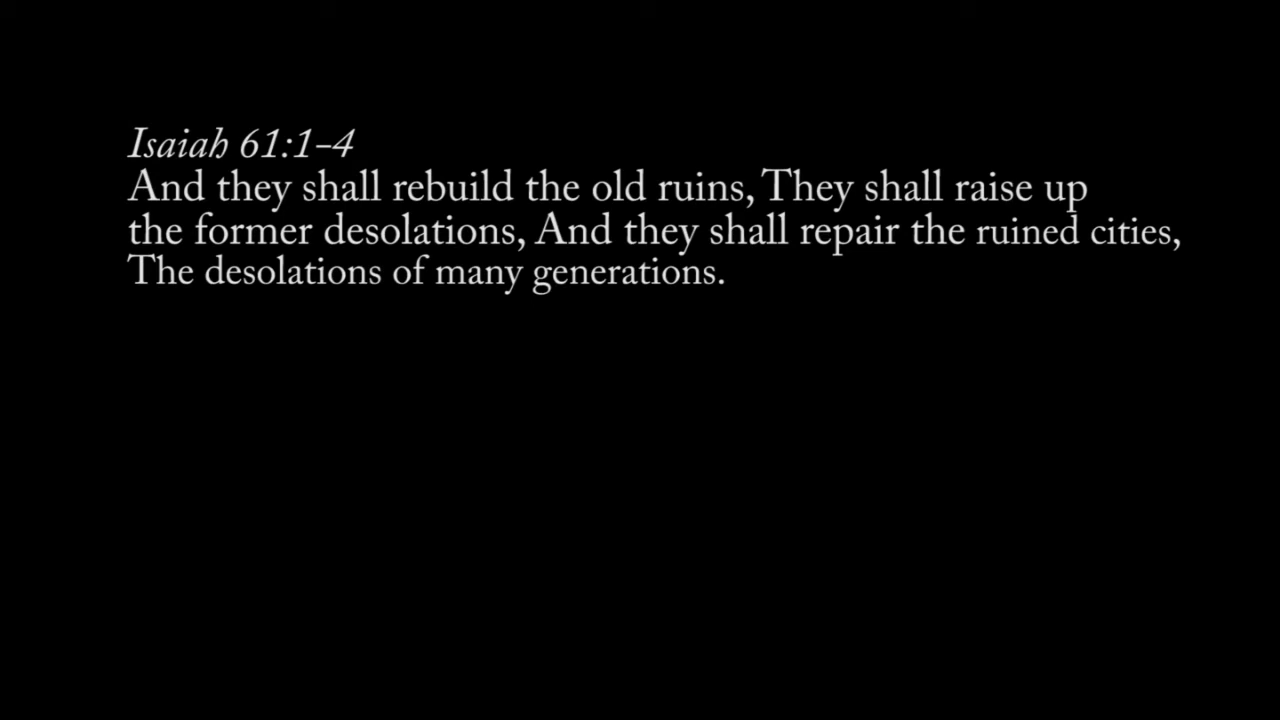 Isaiah 61:1-4
And they shall rebuild the old ruins, They shall raise up
the former desolations, And they shall repair the ruined cities,
The desolations of many generations.